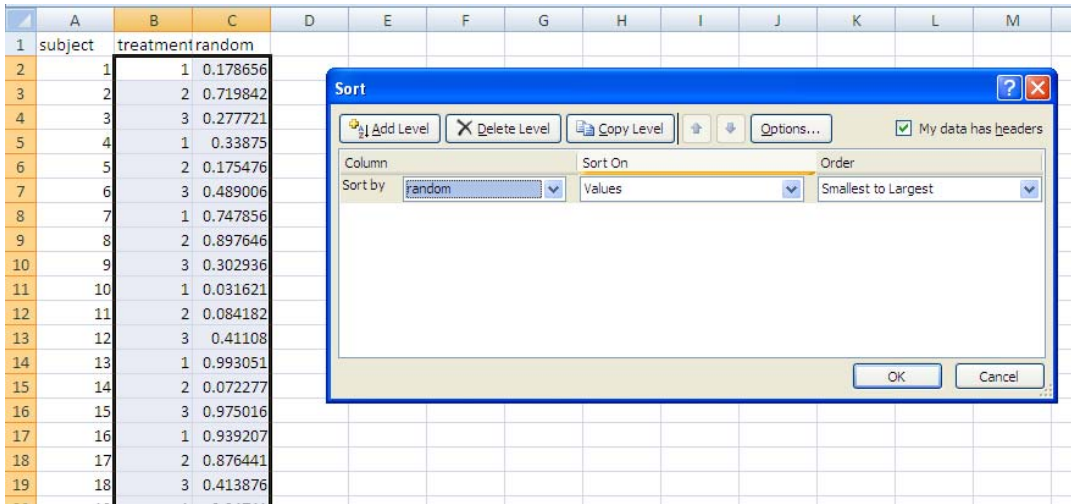 A B C D E F G H I J K L M
1 subject treatment random
2 1 1 0.178656
3 2 2 0.719842
4 3 3 0.277721
5 4 1 0.33875
6 5 2 0.175476
7 6 3 0.489006
8 7 1 0.747856
9 8 2 0.897646
10 9 3 0.302936
11 10 1 0.031621
12 11 2 0.084182
13 12 3 0.41108
14 13 1 0.993051
15 14 2 0.072277
16 15 3 0.975016
17 16 1 0.939207
18 17 2 0.876441
19 18 3 0.413876
Sort
Add Level Delete Level Copy Level Options... My data has headers
Column Sort On Order
Sort by random Values Smallest to Largest
OK Cancel